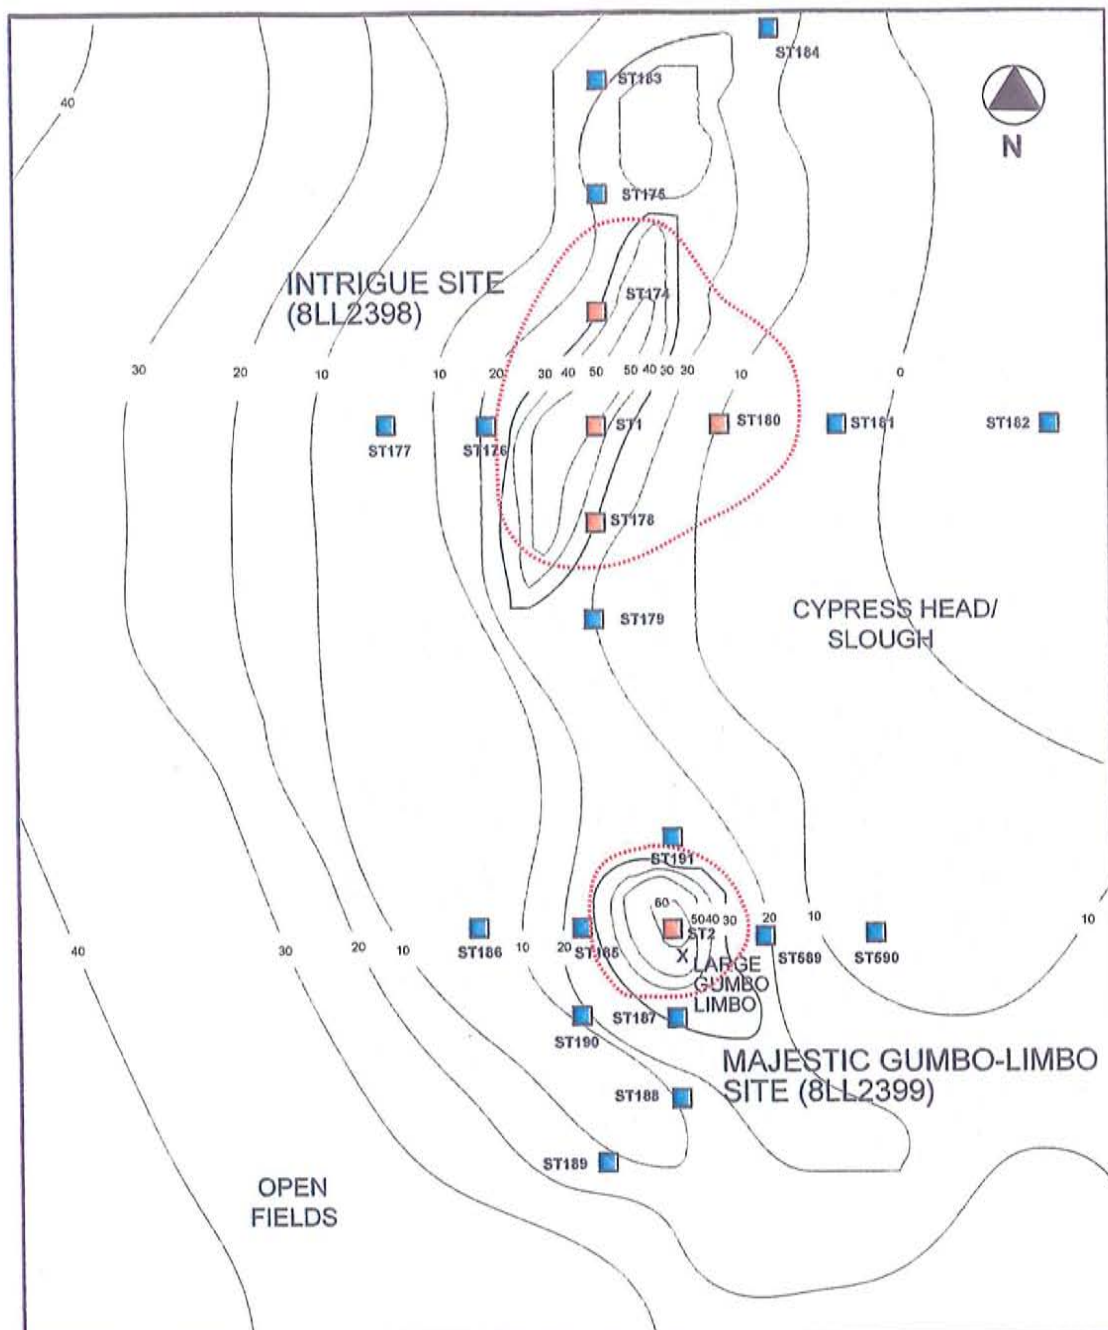 ST184
40
ST183
N
ST175
INTRIGUE SITE
(8LL2398)
ST174
30
20
10
10
20
30
40
50
50
40
30
30
10
0
ST177
ST176
ST1
ST180
ST181
ST182
ST178
ST179
CYPRESS HEAD/
SLOUGH
ST191
60
50
40
30
20
10
10
ST186
10
20
ST185
ST2
ST589
ST590
40
30
20
10
X
LARGE
GUMBO
LIMBO
ST190
ST187
MAJESTIC GUMBO-LIMBO
SITE (8LL2399)
ST188
ST189
OPEN
FIELDS